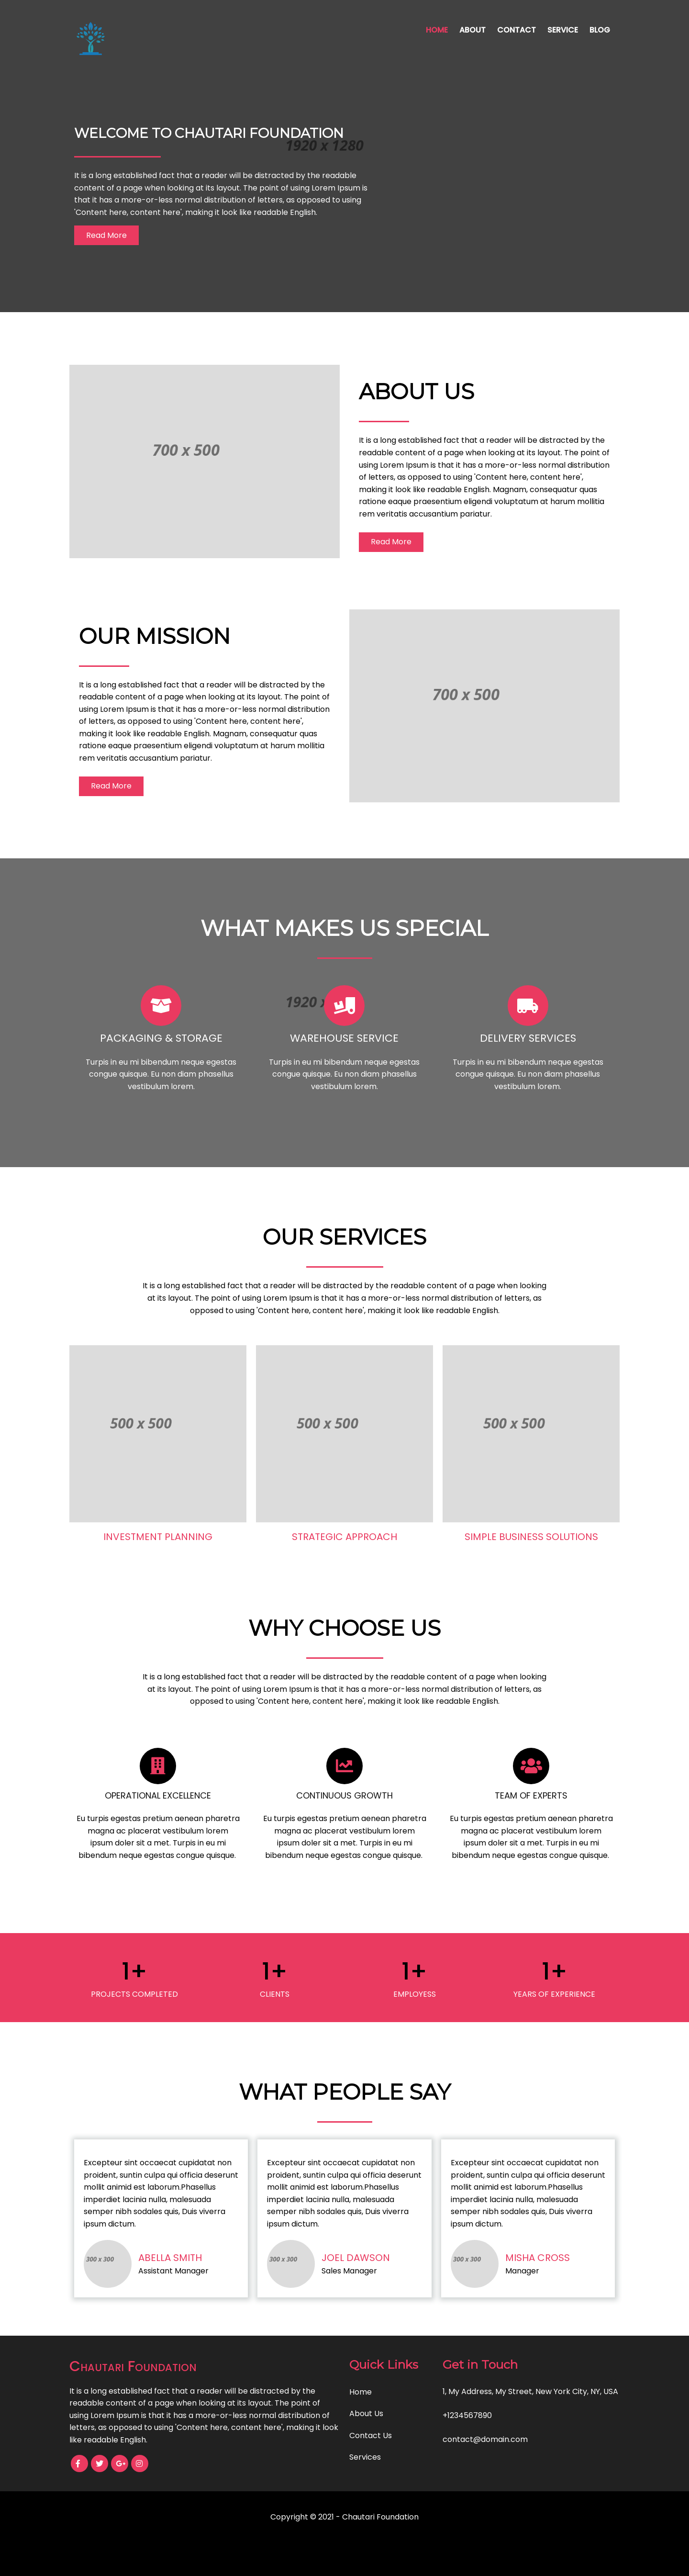 HOME ABOUT CONTACT SERVICE BLOG
WELCOME TO CHAUTARI FOUNDATION
1920 x 1280
It is a long established fact that a reader will be distracted by the readable
content of a page when looking at its layout. The point of using Lorem Ipsum is
that it has a more-or-less normal distribution of letters, as opposed to using
'Content here, content here', making it look like readable English.
Read More
700 x 500
ABOUT US
It is a long established fact that a reader will be distracted by the
readable content of a page when looking at its layout. The point of
using Lorem Ipsum is that it has a more-or-less normal distribution
of letters, as opposed to using 'Content here, content here',
making it look like readable English. Magnam, consequatur quas
ratione eaque praesentium eligendi voluptatum at harum mollitia
rem veritatis accusantium pariatur.
Read More
OUR MISSION
It is a long established fact that a reader will be distracted by the
readable content of a page when looking at its layout. The point of
using Lorem Ipsum is that it has a more-or-less normal distribution
of letters, as opposed to using 'Content here, content here',
making it look like readable English. Magnam, consequatur quas
ratione eaque praesentium eligendi voluptatum at harum mollitia
rem veritatis accusantium pariatur.
Read More
700 x 500
WHAT MAKES US SPECIAL
1920 x
PACKAGING & STORAGE
Turpis in eu mi bibendum neque egestas
congue quisque. Eu non diam phasellus
vestibulum lorem.
WAREHOUSE SERVICE
Turpis in eu mi bibendum neque egestas
congue quisque. Eu non diam phasellus
vestibulum lorem.
DELIVERY SERVICES
Turpis in eu mi bibendum neque egestas
congue quisque. Eu non diam phasellus
vestibulum lorem.
OUR SERVICES
It is a long established fact that a reader will be distracted by the readable content of a page when looking
at its layout. The point of using Lorem Ipsum is that it has a more-or-less normal distribution of letters, as
opposed to using 'Content here, content here', making it look like readable English.
500 x 500 500 x 500 500 x 500
INVESTMENT PLANNING STRATEGIC APPROACH SIMPLE BUSINESS SOLUTIONS
WHY CHOOSE US
It is a long established fact that a reader will be distracted by the readable content of a page when looking
at its layout. The point of using Lorem Ipsum is that it has a more-or-less normal distribution of letters, as
opposed to using 'Content here, content here', making it look like readable English.
OPERATIONAL EXCELLENCE
Eu turpis egestas pretium aenean pharetra
magna ac placerat vestibulum lorem
ipsum doler sit a met. Turpis in eu mi
bibendum neque egestas congue quisque.
CONTINUOUS GROWTH
Eu turpis egestas pretium aenean pharetra
magna ac placerat vestibulum lorem
ipsum doler sit a met. Turpis in eu mi
bibendum neque egestas congue quisque.
TEAM OF EXPERTS
Eu turpis egestas pretium aenean pharetra
magna ac placerat vestibulum lorem
ipsum doler sit a met. Turpis in eu mi
bibendum neque egestas congue quisque.
1+ 1+ 1+ 1+
PROJECTS COMPLETED CLIENTS EMPLOYESS YEARS OF EXPERIENCE
WHAT PEOPLE SAY
Excepteur sint occaecat cupidatat non
proident, suntin culpa qui officia deserunt
mollit animid est laborum.Phasellus
imperdiet lacinia nulla, malesuada
semper nibh sodales quis, Duis viverra
ipsum dictum.
300 x 300
ABELLA SMITH
Assistant Manager
Excepteur sint occaecat cupidatat non
proident, suntin culpa qui officia deserunt
mollit animid est laborum.Phasellus
imperdiet lacinia nulla, malesuada
semper nibh sodales quis, Duis viverra
ipsum dictum.
300 x 300
JOEL DAWSON
Sales Manager
Excepteur sint occaecat cupidatat non
proident, suntin culpa qui officia deserunt
mollit animid est laborum.Phasellus
imperdiet lacinia nulla, malesuada
semper nibh sodales quis, Duis viverra
ipsum dictum.
300 x 300
MISHA CROSS
Manager
Chautari Foundation
It is a long established fact that a reader will be distracted by the
readable content of a page when looking at its layout. The point of
using Lorem Ipsum is that it has a more-or-less normal distribution of
letters, as opposed to using 'Content here, content here', making it look
like readable English.
Quick Links
Home
About Us
Contact Us
Services
Get in Touch
1, My Address, My Street, New York City, NY, USA
+1234567890
contact@domain.com
Copyright © 2021 - Chautari Foundation